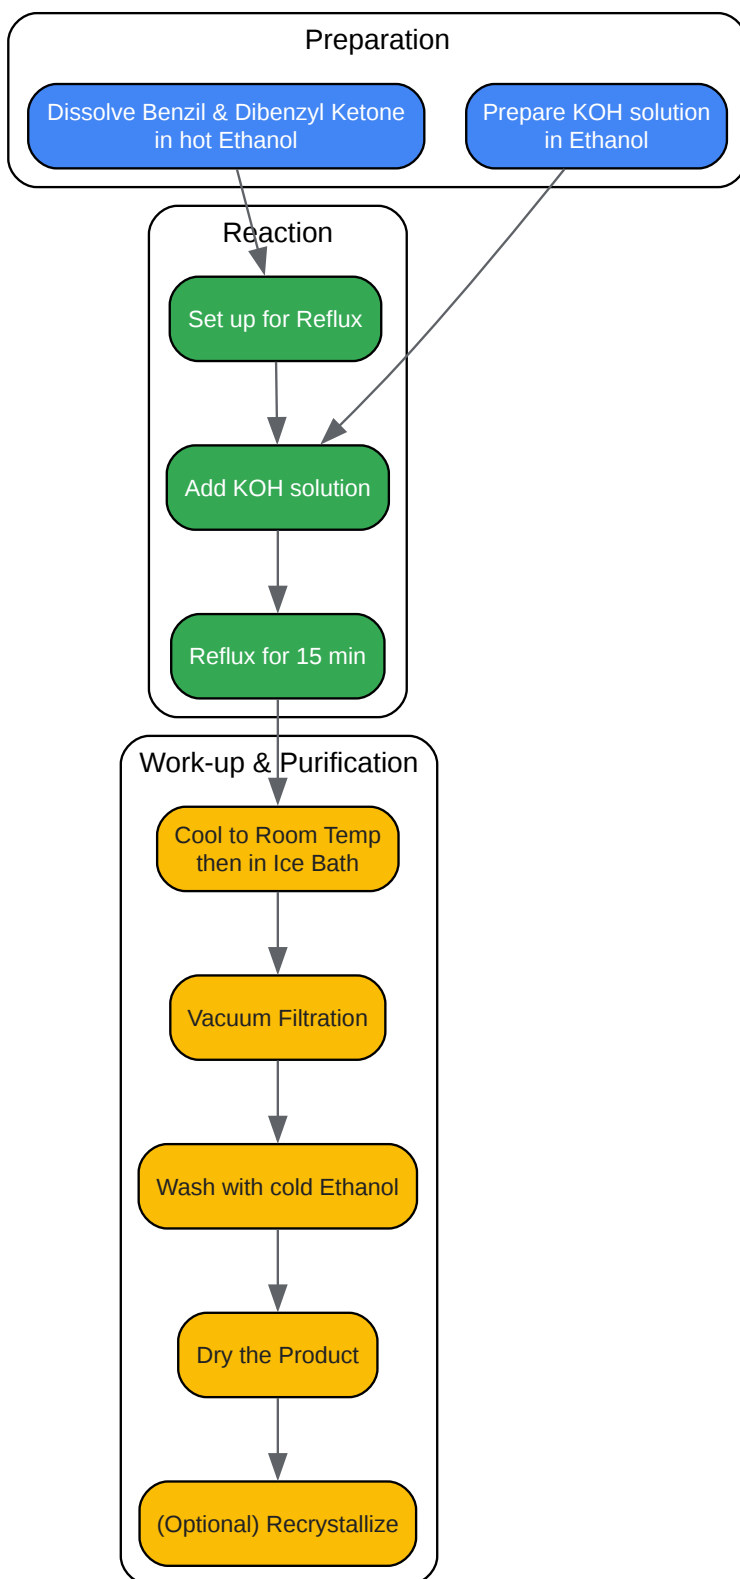 Preparation
Dissolve Benzil & Dibenzyl Ketone
in hot Ethanol
Prepare KOH solution
in Ethanol
Reaction
Set up for Reflux
Add KOH solution
Reflux for 15 min
Work-up & Purification
Cool to Room Temp
then in Ice Bath
Vacuum Filtration
Wash with cold Ethanol
Dry the Product
(Optional) Recrystallize